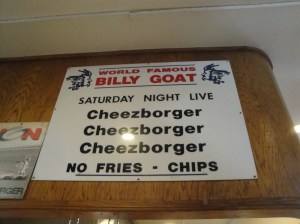 WORLD FAMOUS
BILLY GOAT
SATURDAY NIGHT LIVE
Cheezborger
Cheezborger
Cheezborger
NO FRIES - CHIPS